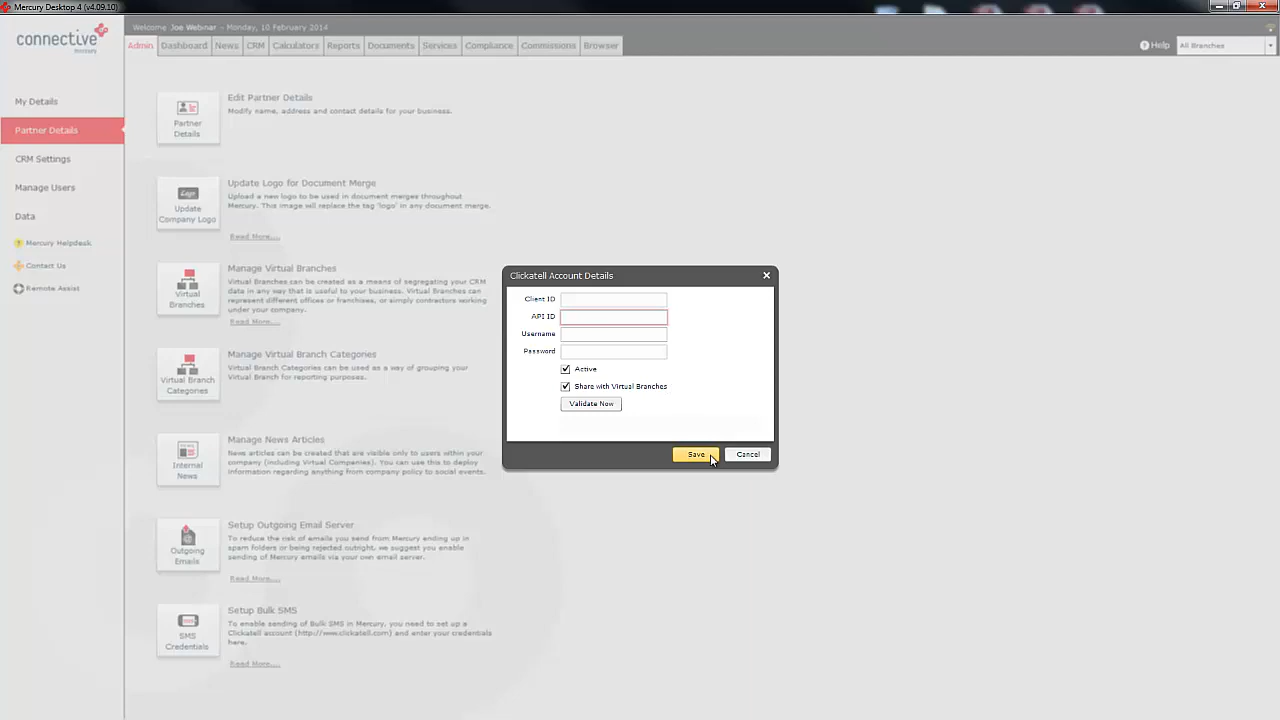 Mercury Desktop 4 (v4.09.10)
connective
mercury
Welcome Joe Webinar - Monday, 10 February 2014
Admin Dashboard News CRM Calculators Reports Documents Services Compliance Commissions Browser
? Help All Branches
My Details
Partner Details
CRM Settings
Manage Users
Data
Mercury Helpdesk
Contact Us
Remote Assist
Partner
Details
Edit Partner Details
Modify name, address and contact details for your business.
Logo
Update
Company Logo
Update Logo for Document Merge
Upload a new logo to be used in document merges throughout
Mercury. This image will replace the tag 'logo' in any document merge.
Read More....
Virtual
Branches
Manage Virtual Branches
Virtual Branches can be created as a means of segregating your CRM
data in any way that is useful to your business. Virtual Branches can
represent different offices or franchises, or simply contractors working
under your company.
Read More....
Virtual Branch
Categories
Manage Virtual Branch Categories
Virtual Branch Categories can be used as a way of grouping your
Virtual Branch for reporting purposes.
Internal
News
Manage News Articles
News articles can be created that are visible only to users within your
company (including Virtual Companies). You can use this to deploy
information regarding anything from company policy to social events.
Outgoing
Emails
Setup Outgoing Email Server
To reduce the risk of emails you send from Mercury ending up in
spam folders or being rejected outright, we suggest you enable
sending of Mercury emails via your own email server.
Read More....
SMS
Credentials
Setup Bulk SMS
To enable sending of Bulk SMS in Mercury, you need to set up a
Clickatell account (http://www.clickatell.com) and enter your credentials
here.
Read More....
Clickatell Account Details
Client ID
API ID
Username
Password
Active
Share with Virtual Branches
Validate Now
Save Cancel